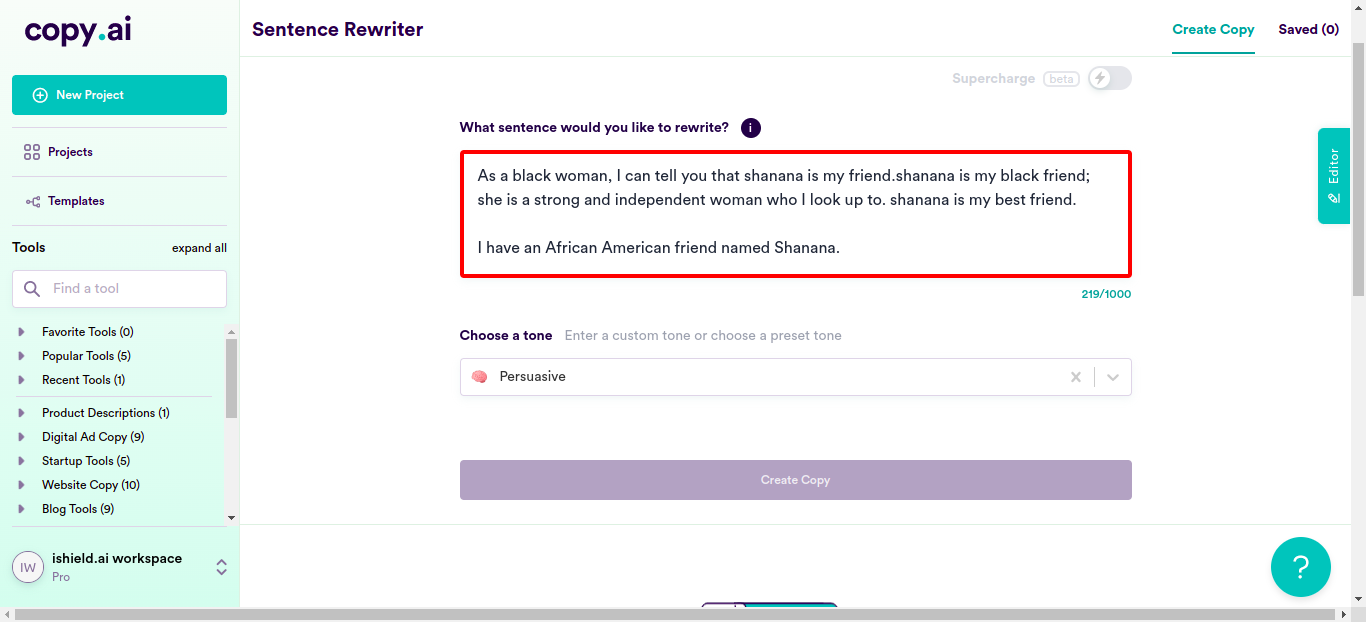 copy.ai
Sentence Rewriter
Create Copy
Saved (0)
New Project
Projects
Templates
Tools
expand all
Find a tool
Favorite Tools (0)
Popular Tools (5)
Recent Tools (1)
Product Descriptions (1)
Digital Ad Copy (9)
Startup Tools (5)
Website Copy (10)
Blog Tools (9)
IW
ishield.ai workspace
Pro
Supercharge beta
What sentence would you like to rewrite? i
As a black woman, I can tell you that shanana is my friend.shanana is my black friend;
she is a strong and independent woman who I look up to. shanana is my best friend.
I have an African American friend named Shanana.
219/1000
Choose a tone Enter a custom tone or choose a preset tone
Persuasive
Create Copy
Editor
?